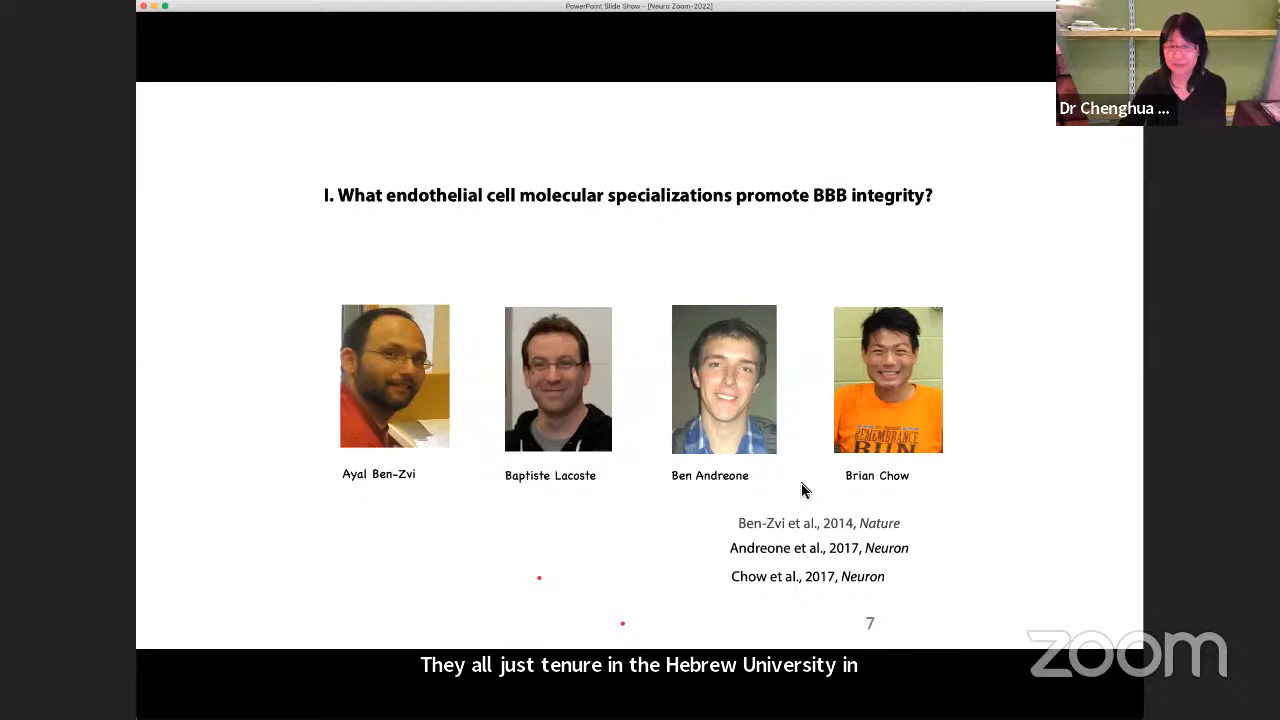 PowerPoint Slide Show - [Neuro Zoom-2022]
Dr Chenghua ...
I. What endothelial cell molecular specializations promote BBB integrity?
REMEMBRANCE
RUN
Ayal Ben-Zvi
Baptiste Lacoste
Ben Andreone
Brian Chow
Ben-Zvi et al., 2014, Nature
Andreone et al., 2017, Neuron
Chow et al., 2017, Neuron
7
zoom
They all just tenure in the Hebrew University in